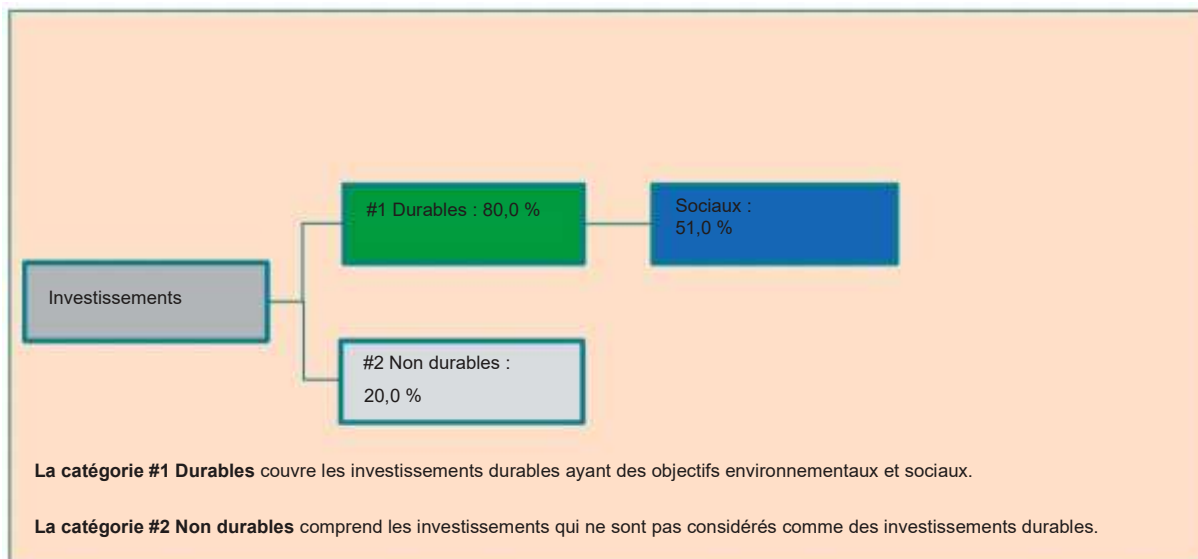 #1 Durables : 80,0 %
Sociaux :
51,0 %
Investissements
#2 Non durables :
20,0 %
La catégorie #1 Durables couvre les investissements durables ayant des objectifs environnementaux et sociaux.
La catégorie #2 Non durables comprend les investissements qui ne sont pas considérés comme des investissements durables.